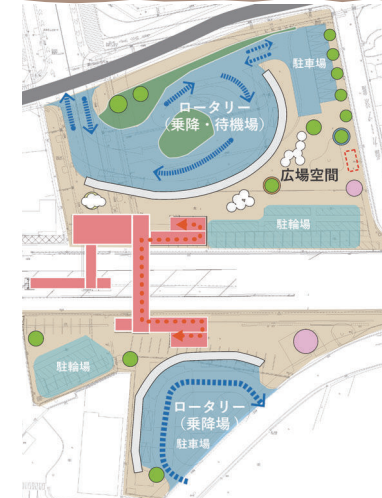 駐車場
ロータリー
（乗降・待機場）
広場空間
駐輪場
駐輪場
ロータリー
（乗降場）
駐車場